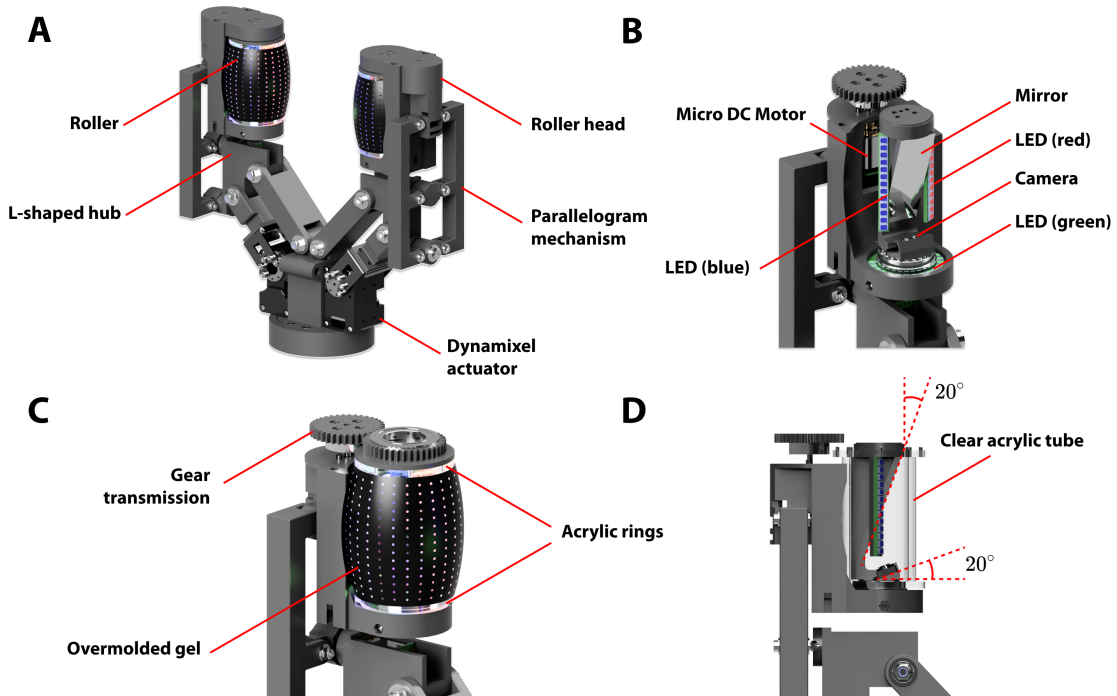 A
Roller
L-shaped hub
Roller head
Parallelogram
mechanism
Dynamixel
actuator
B
Micro DC Motor
Mirror
LED (red)
Camera
LED (green)
LED (blue)
C
Gear
transmission
Acrylic rings
Overmolded gel
D
20°
Clear acrylic tube
20°